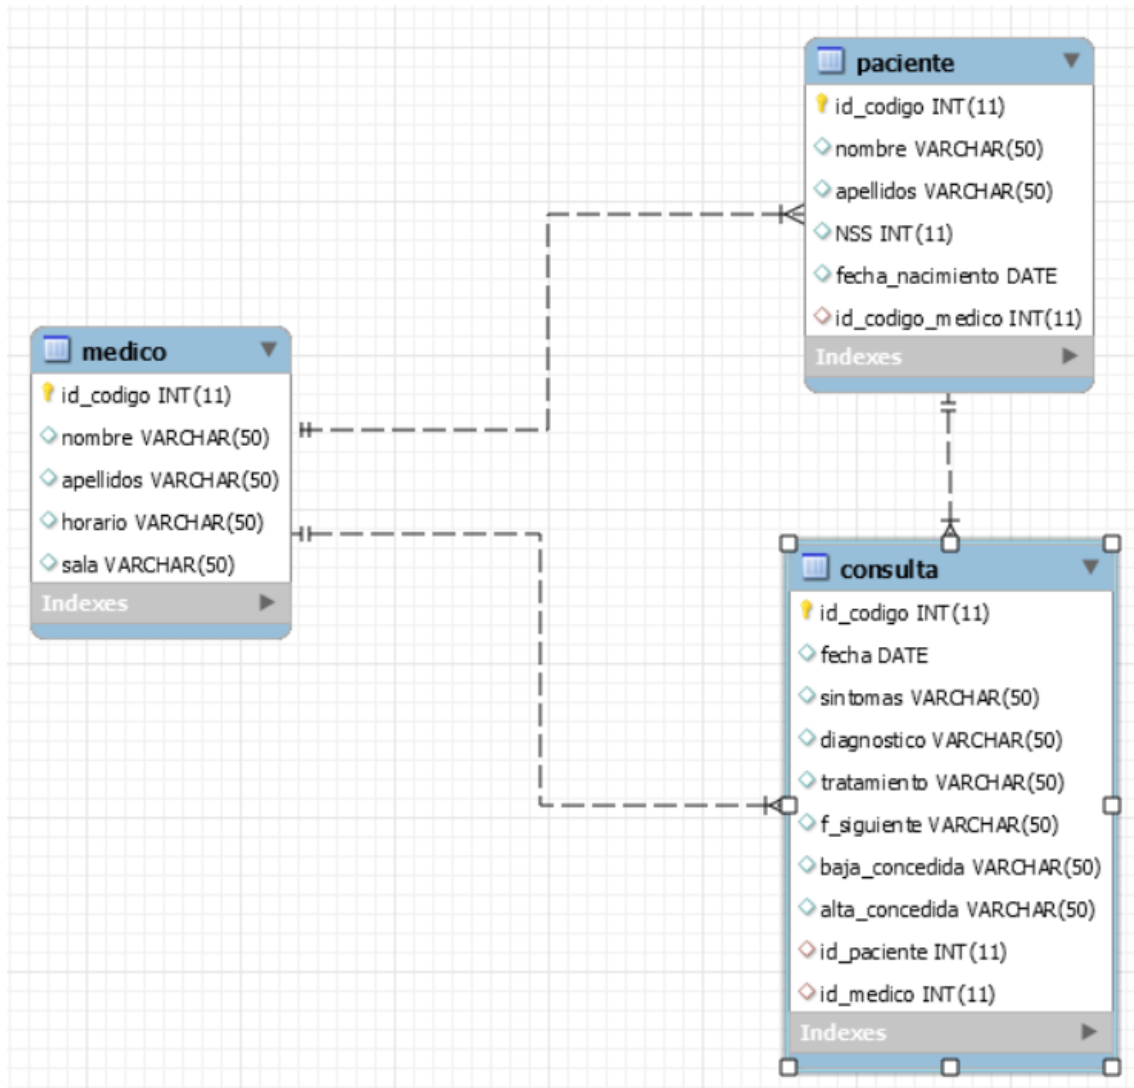 paciente
id_codigo INT(11)
nombre VARCHAR(50)
apellidos VARCHAR(50)
NSS INT(11)
fecha_nacimiento DATE
id_codigo_medico INT(11)
Indexes
medico
id_codigo INT(11)
nombre VARCHAR(50)
apellidos VARCHAR(50)
horario VARCHAR(50)
sala VARCHAR(50)
Indexes
consulta
id_codigo INT(11)
fecha DATE
sintomas VARCHAR(50)
diagnostico VARCHAR(50)
tratamiento VARCHAR(50)
f_siguiente VARCHAR(50)
baja_concedida VARCHAR(50)
alta_concedida VARCHAR(50)
id_paciente INT(11)
id_medico INT(11)
Indexes